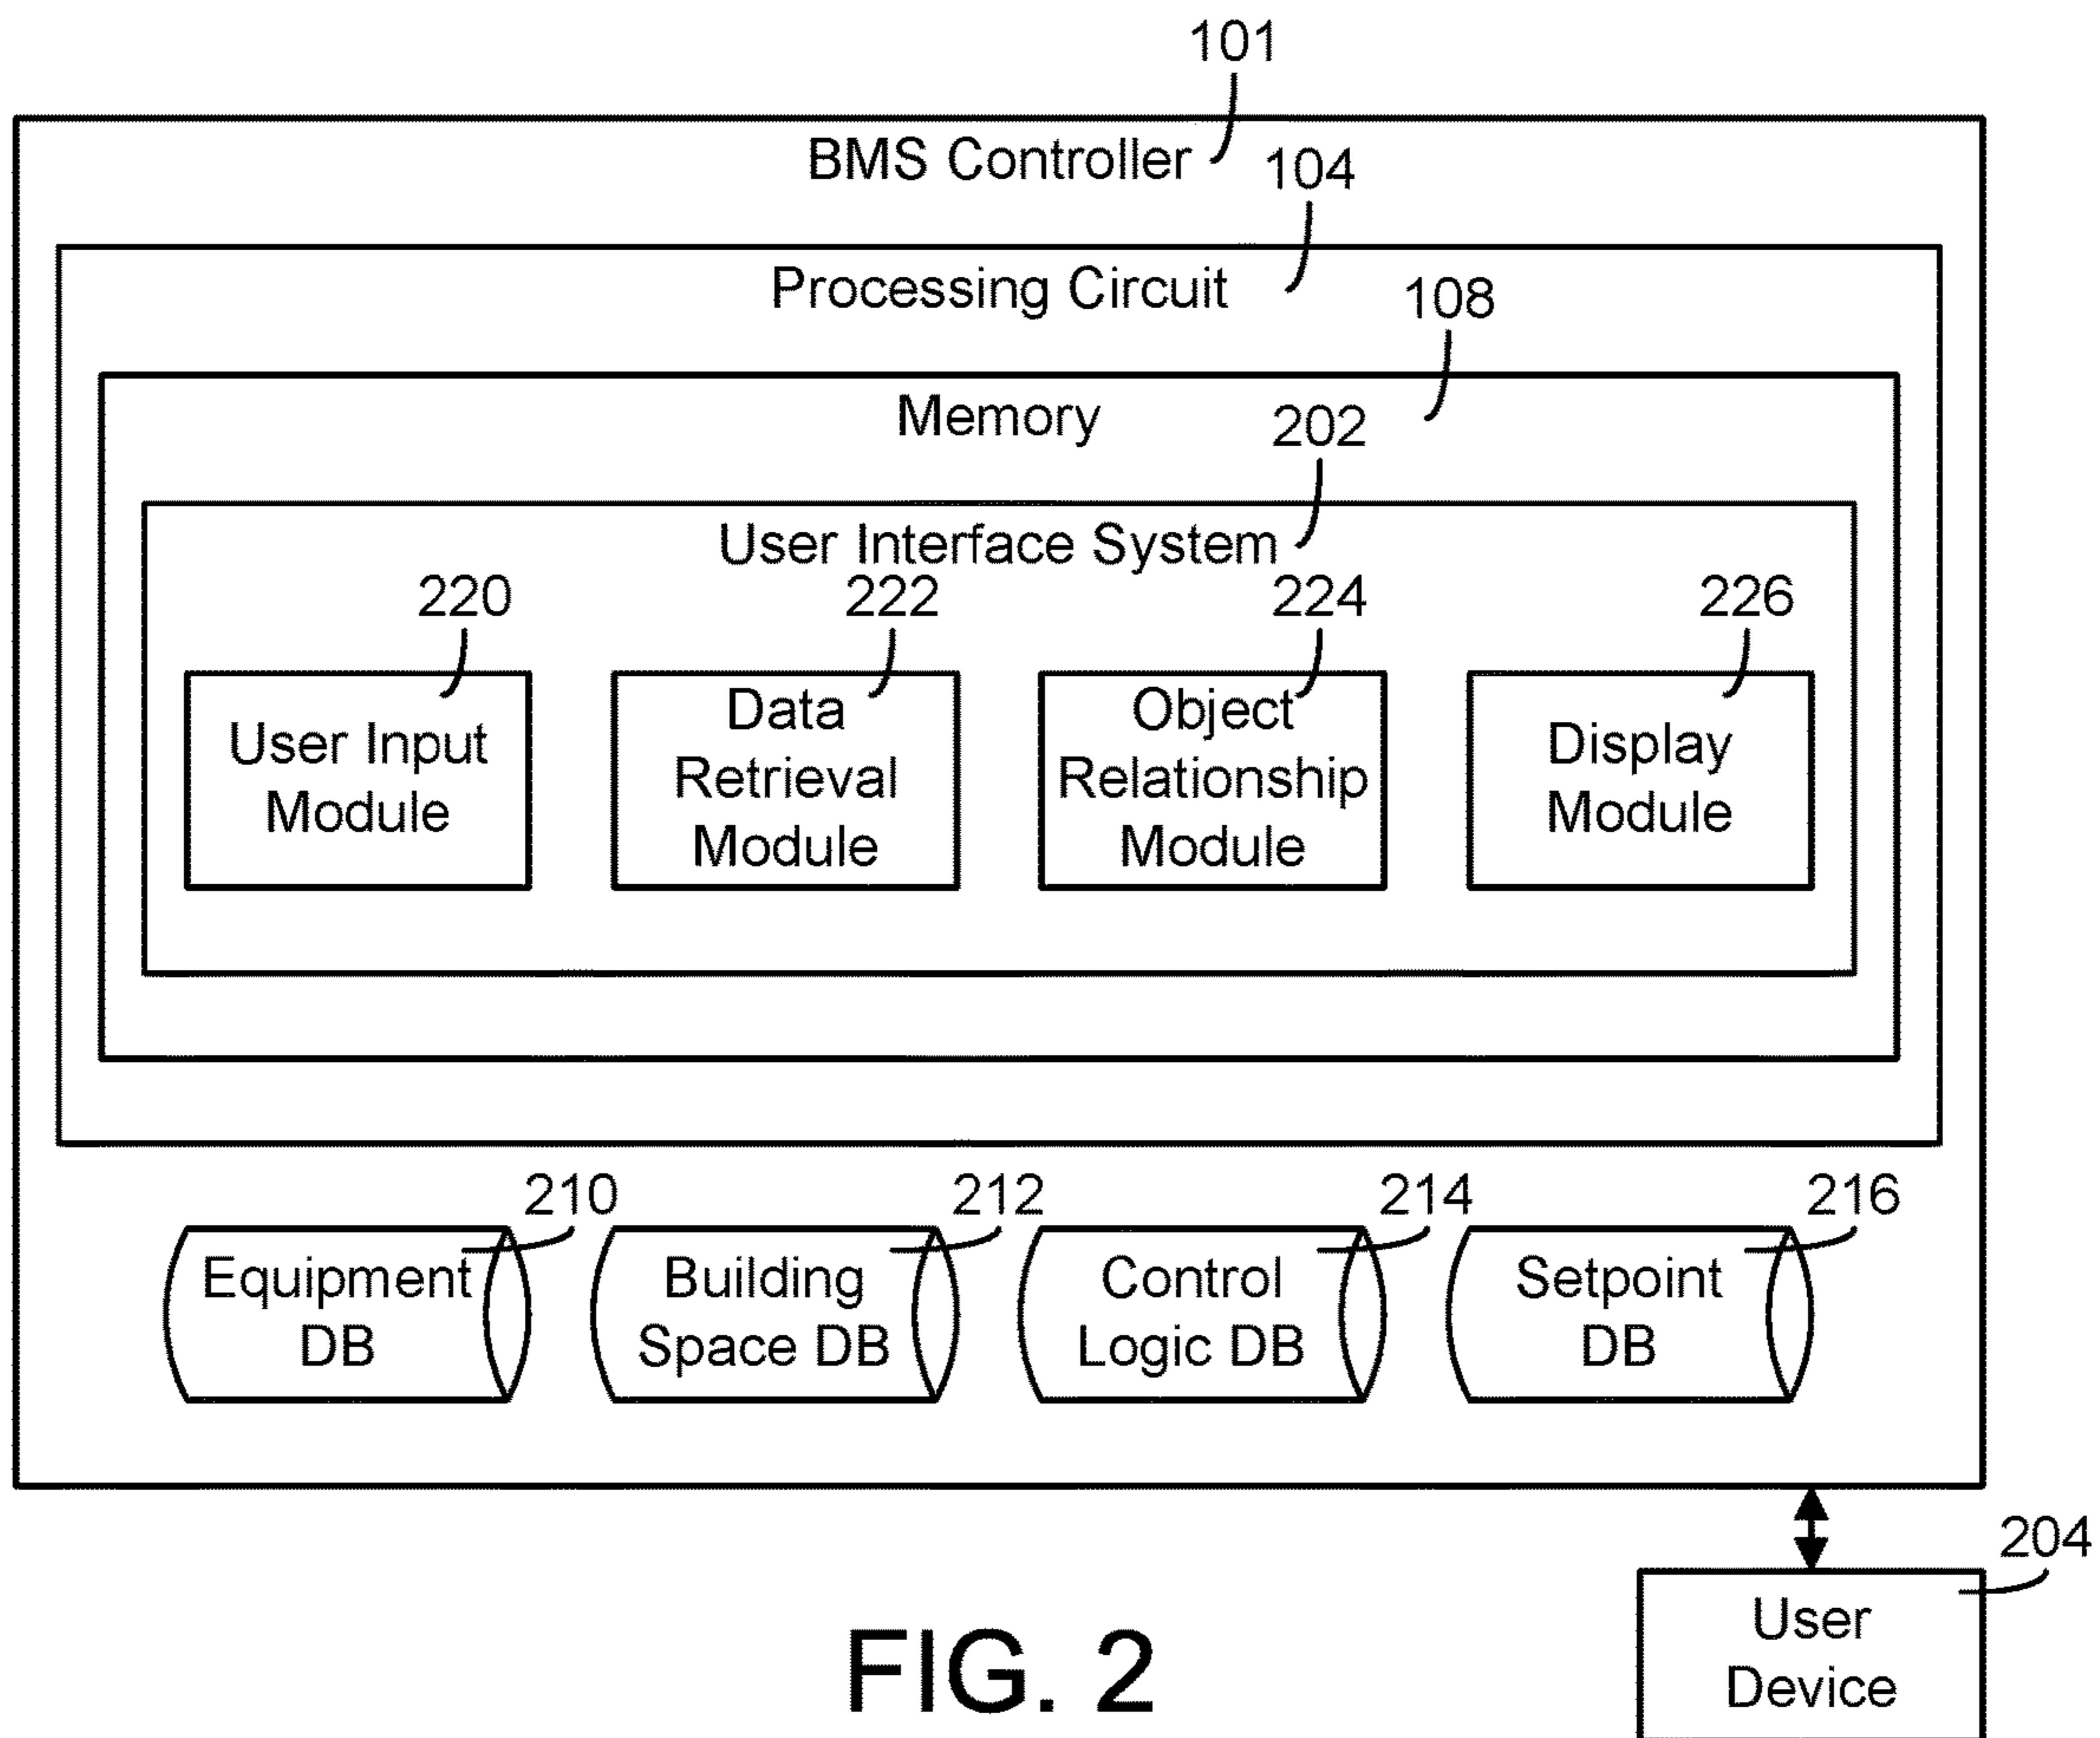 101
BMS Controller
104
Processing Circuit
108
Memory
202
User Interface System
220
222
224
226
User Input
Module
Data
Retrieval
Module
Object
Relationship
Module
Display
Module
210
212
214
216
Equipment
DB
Building
Space DB
Control
Logic DB
Setpoint
DB
204
User
Device
FIG. 2